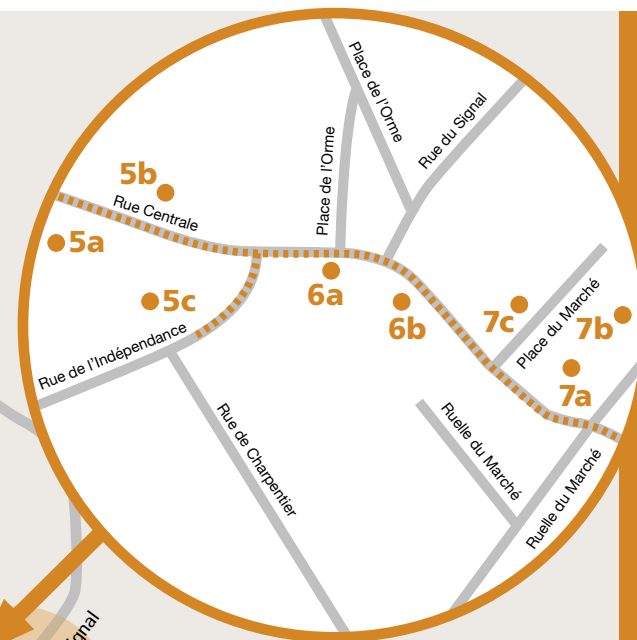 Place de l'Orme
Rue du Signal
Place de l'Orme
5b
Rue Centrale
5a
5c
6a
6b
7c
Place du Marché
7b
7a
Rue de l'Indépendance
Rue de Charpentier
Ruelle du Marché
Ruelle du Marché